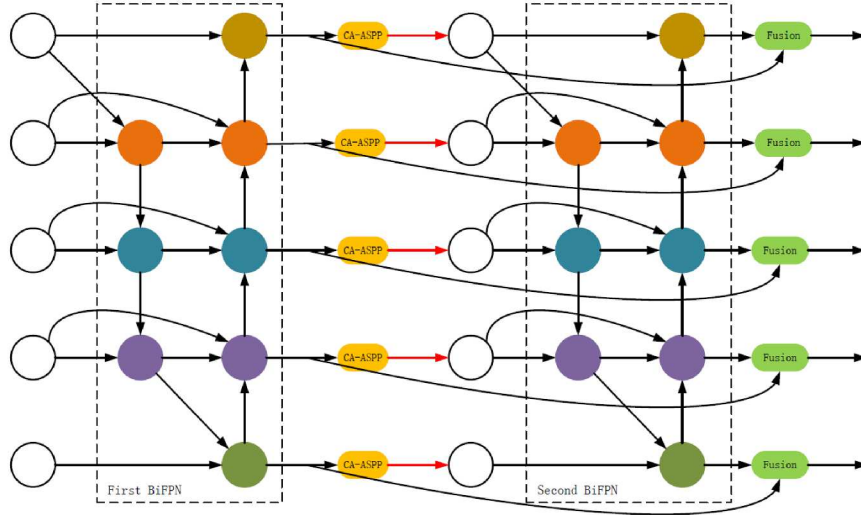 CA-ASPP
Fusion
CA-ASPP
Fusion
CA-ASPP
Fusion
CA-ASPP
Fusion
CA-ASPP
Fusion
First BiFPN
Second BiFPN